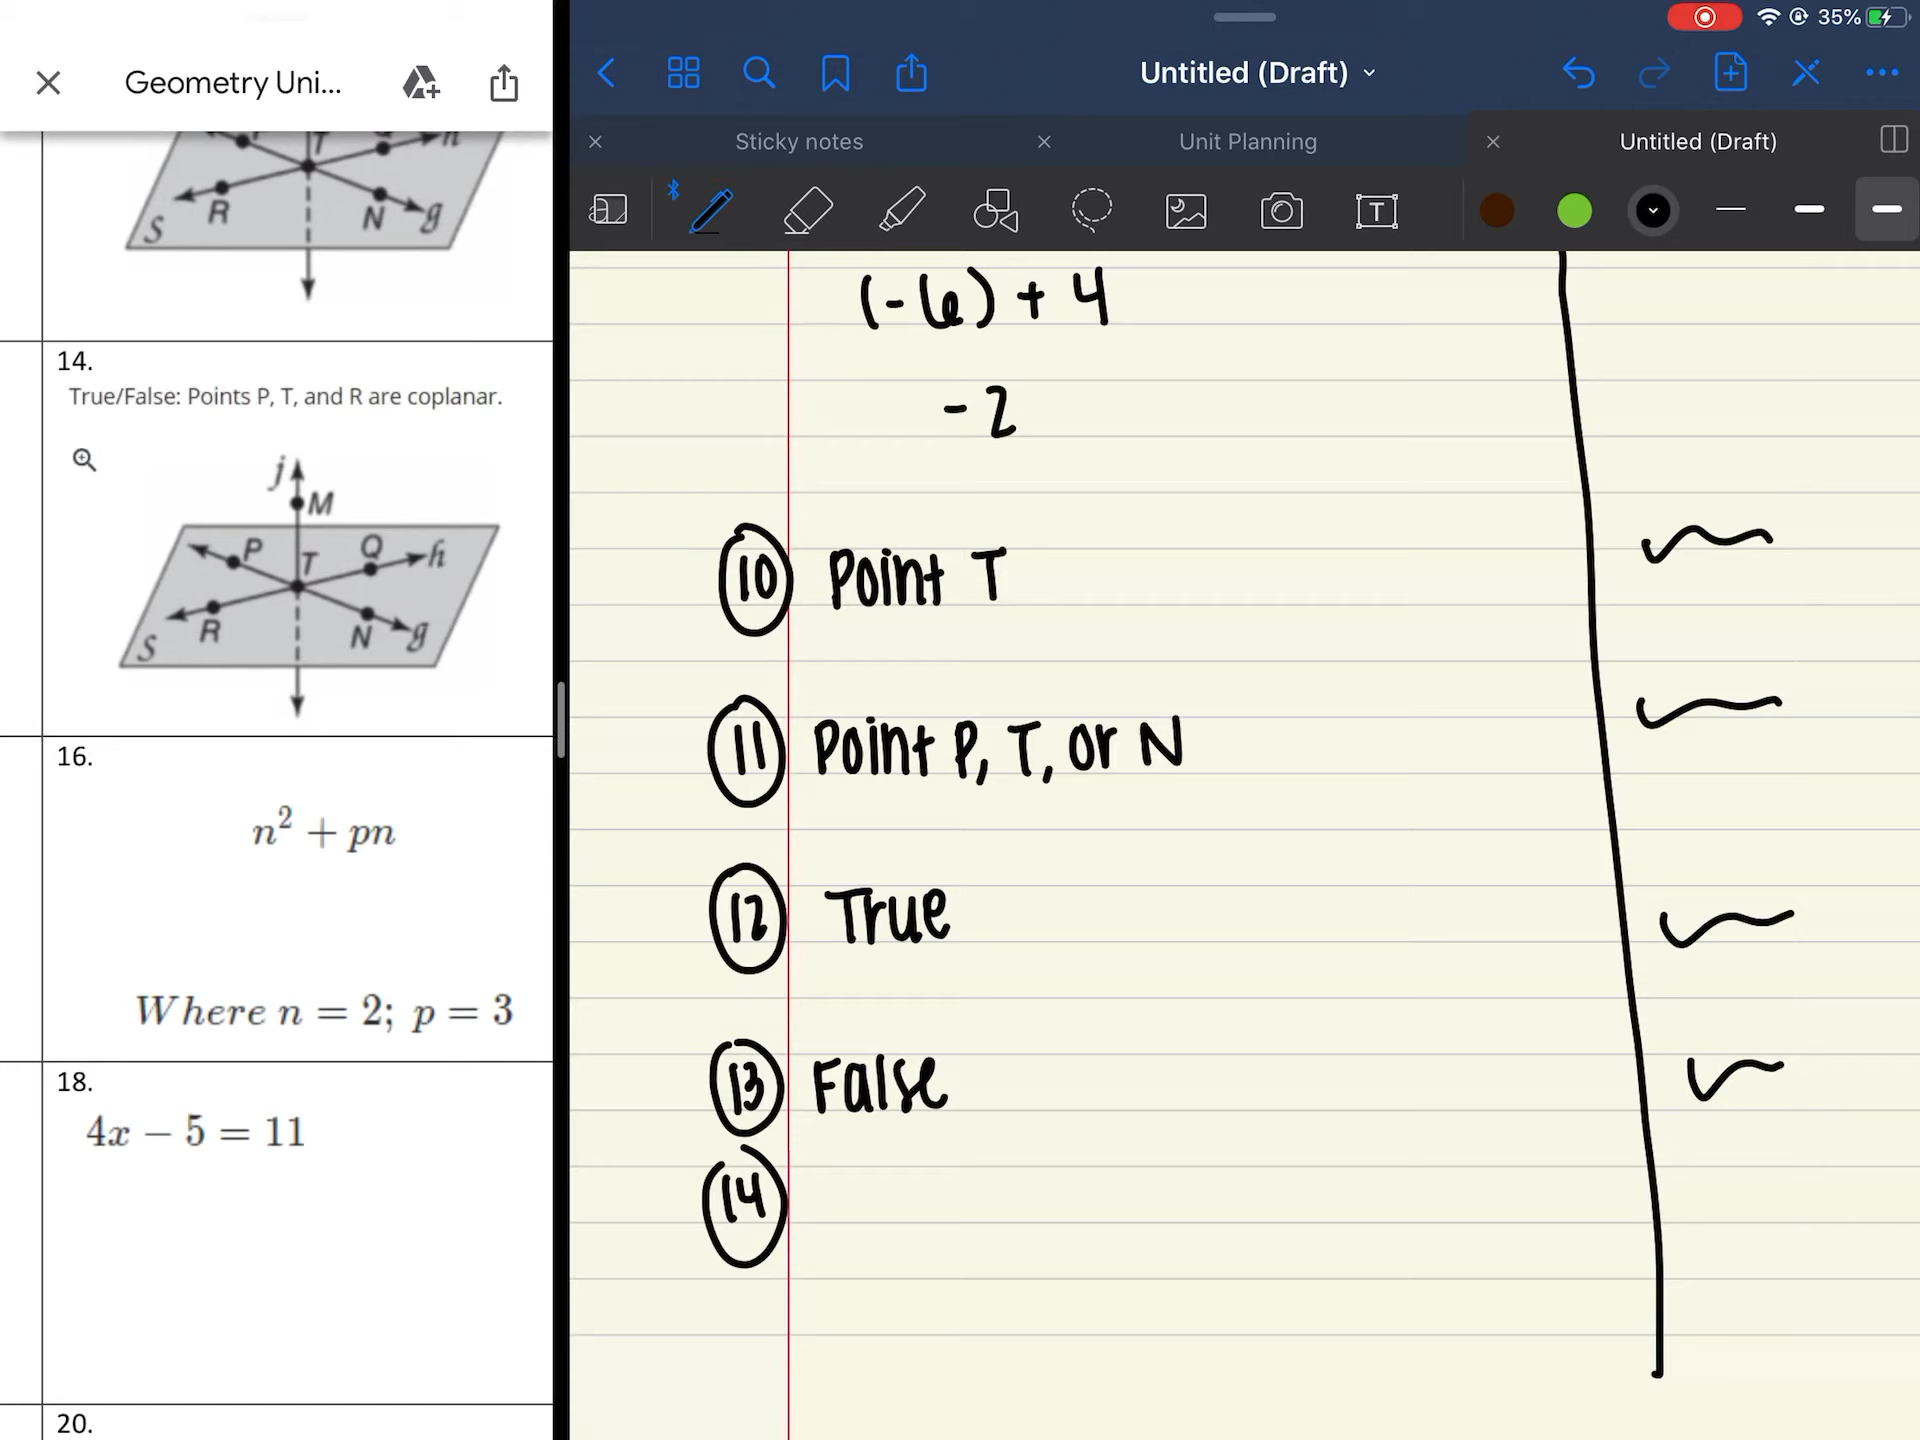 35%
Geometry Uni...
Untitled (Draft)
Sticky notes
Unit Planning
Untitled (Draft)
T
h
R
N
g
S
14.
True/False: Points P, T, and R are coplanar.
j
M
P
T
Q
h
R
N
g
S
16.
n² + pn
Where n = 2; p = 3
18.
4x − 5 = 11
20.
(-6) + 4
-2
10 Point T
11 Point P, T, or N
12 True
13 False
14